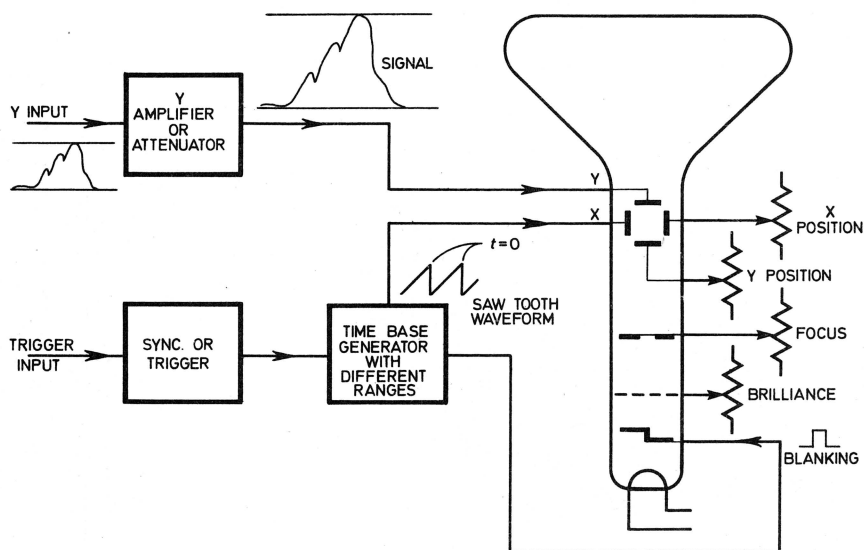 SIGNAL
Y INPUT
Y
AMPLIFIER
OR
ATTENUATOR
Y
X
X
POSITION
t=0
Y POSITION
SAW TOOTH
WAVEFORM
TRIGGER
INPUT
SYNC. OR
TRIGGER
TIME BASE
GENERATOR
WITH
DIFFERENT
RANGES
FOCUS
BRILLIANCE
BLANKING